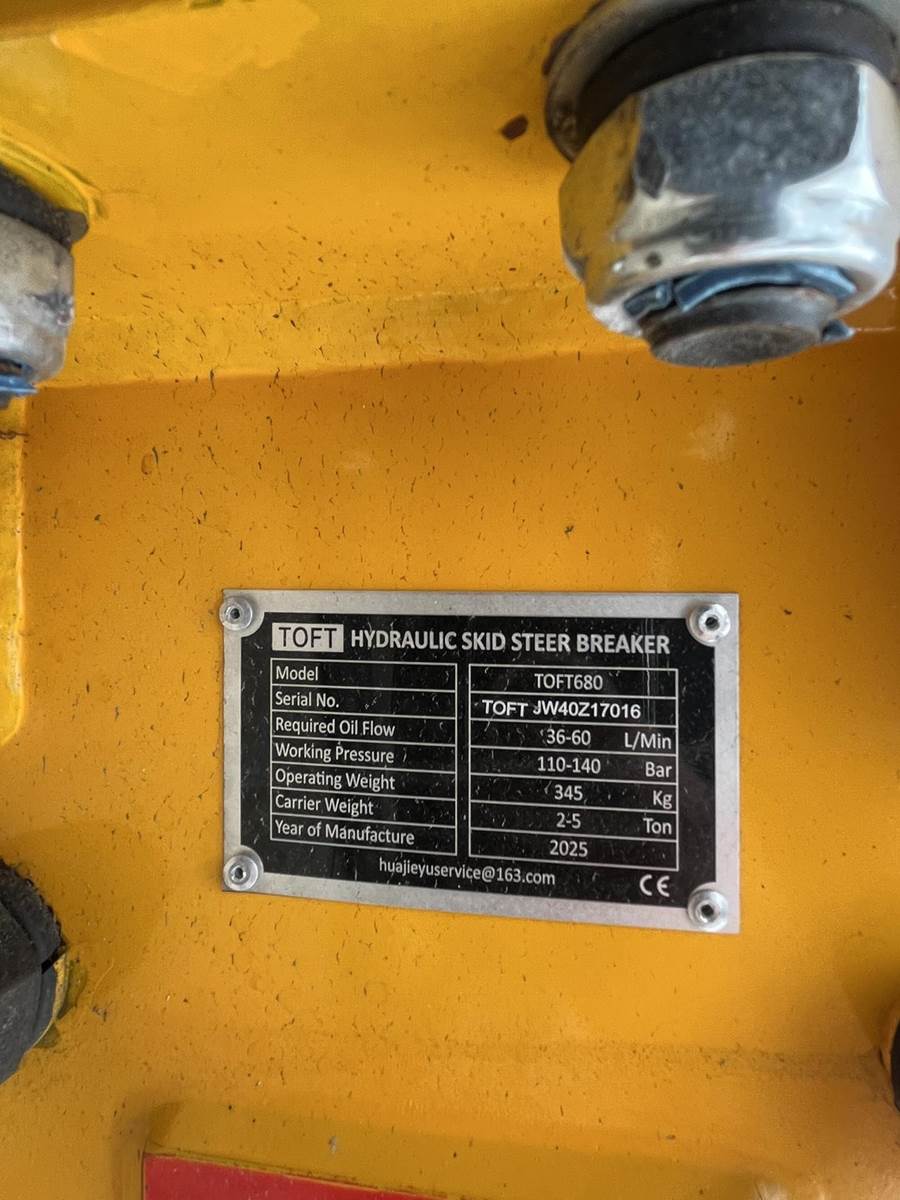 TOFT HYDRAULIC SKID STEER BREAKER
Model TOFT680
Serial No. TOFT JW40Z17016
Required Oil Flow 36-60 L/Min
Working Pressure 110-140 Bar
Operating Weight 345 Kg
Carrier Weight 2-5 Ton
Year of Manufacture 2025
huajieyuservice@163.com CE